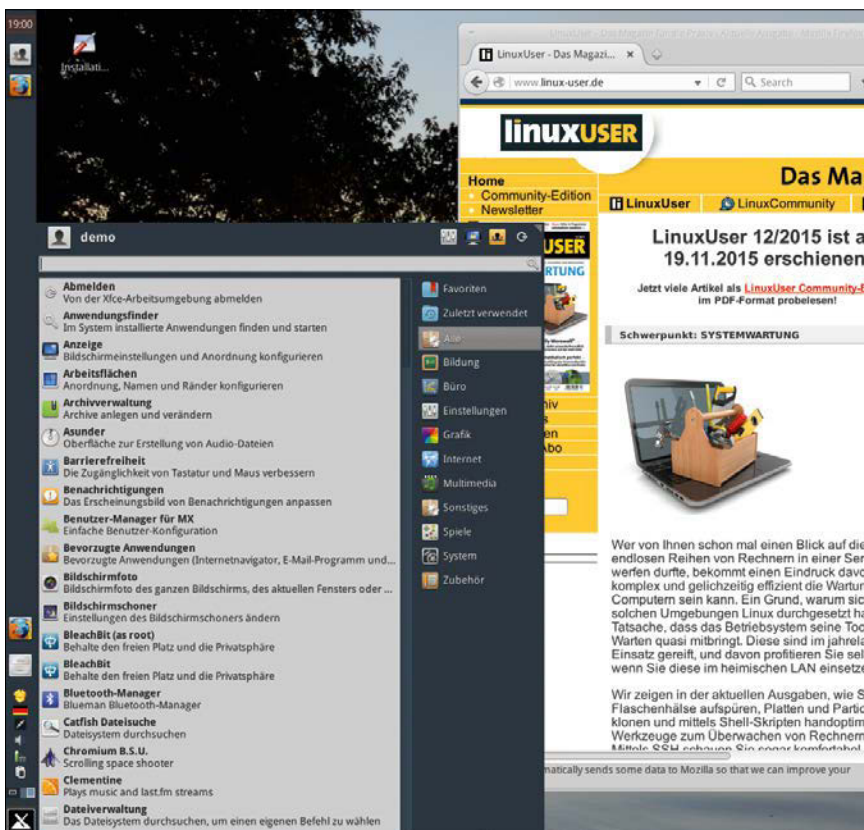 19:00
Installati...
LinuxUser - Das Magazi...
www.linux-user.de
Search
linuxUSER
Das Ma
Home
Community-Edition
Newsletter
LinuxUser
LinuxCommunity
USER
LinuxUser 12/2015 ist a
19.11.2015 erschienen
Jetzt viele Artikel als LinuxUser Community-E
im PDF-Format probelesen!
Schwerpunkt: SYSTEMWARTUNG
Wer von Ihnen schon mal einen Blick auf die
endlosen Reihen von Rechnern in einer Ser
werfen durfte, bekommt einen Eindruck davo
komplex und gelichzeitig effizient die Wartun
Computern sein kann. Ein Grund, warum sic
solchen Umgebungen Linux durchgesetzt ha
Tatsache, dass das Betriebsystem seine Too
Warten quasi mitbringt. Diese sind im jahrela
Einsatz gereift, und davon profitieren Sie sel
wenn Sie diese im heimischen LAN einsetze
Wir zeigen in der aktuellen Ausgaben, wie S
Flaschenhälse aufspüren, Platten und Partic
klonen und mittels Shell-Skripten handoptim
Werkzeuge zum Überwachen von Rechnern
Mittels SSH schauen Sie sogar komfortabel
matically sends some data to Mozilla so that we can improve your
demo
Abmelden
Von der Xfce-Arbeitsumgebung abmelden
Anwendungsfinder
Im System installierte Anwendungen finden und starten
Anzeige
Bildschirmeinstellungen und Anordnung konfigurieren
Arbeitsflächen
Anordnung, Namen und Ränder konfigurieren
Archivverwaltung
Archive anlegen und verändern
Asunder
Oberfläche zur Erstellung von Audio-Dateien
Barrierefreiheit
Die Zugänglichkeit von Tastatur und Maus verbessern
Benachrichtigungen
Das Erscheinungsbild von Benachrichtigungen anpassen
Benutzer-Manager für MX
Einfache Benutzer-Konfiguration
Bevorzugte Anwendungen
Bevorzugte Anwendungen (Internetnavigator, E-Mail-Programm und...
Bildschirmfoto
Bildschirmfoto des ganzen Bildschirms, des aktuellen Fensters oder ...
Bildschirmschoner
Einstellungen des Bildschirmschoners ändern
BleachBit (as root)
Behalte den freien Platz und die Privatsphäre
BleachBit
Behalte den freien Platz und die Privatsphäre
Bluetooth-Manager
Blueman Bluetooth-Manager
Catfish Dateisuche
Dateisystem durchsuchen
Chromium B.S.U.
Scrolling space shooter
Clementine
Plays music and last.fm streams
Dateiverwaltung
Das Dateisystem durchsuchen, um einen eigenen Befehl zu wählen
Favoriten
Zuletzt verwendet
Alle
Bildung
Büro
Einstellungen
Grafik
Internet
Multimedia
Sonstiges
Spiele
System
Zubehör